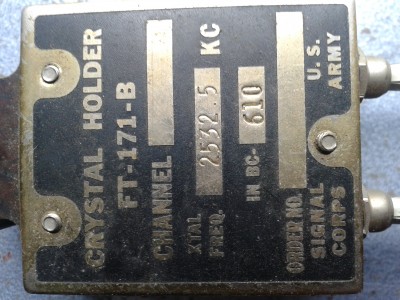 CRYSTAL HOLDER
FT-171-B
CHANNEL
XTAL FREQ. 2532.5 KC
IN BC- 610
ORDER NO.
SIGNAL CORPS U.S. ARMY